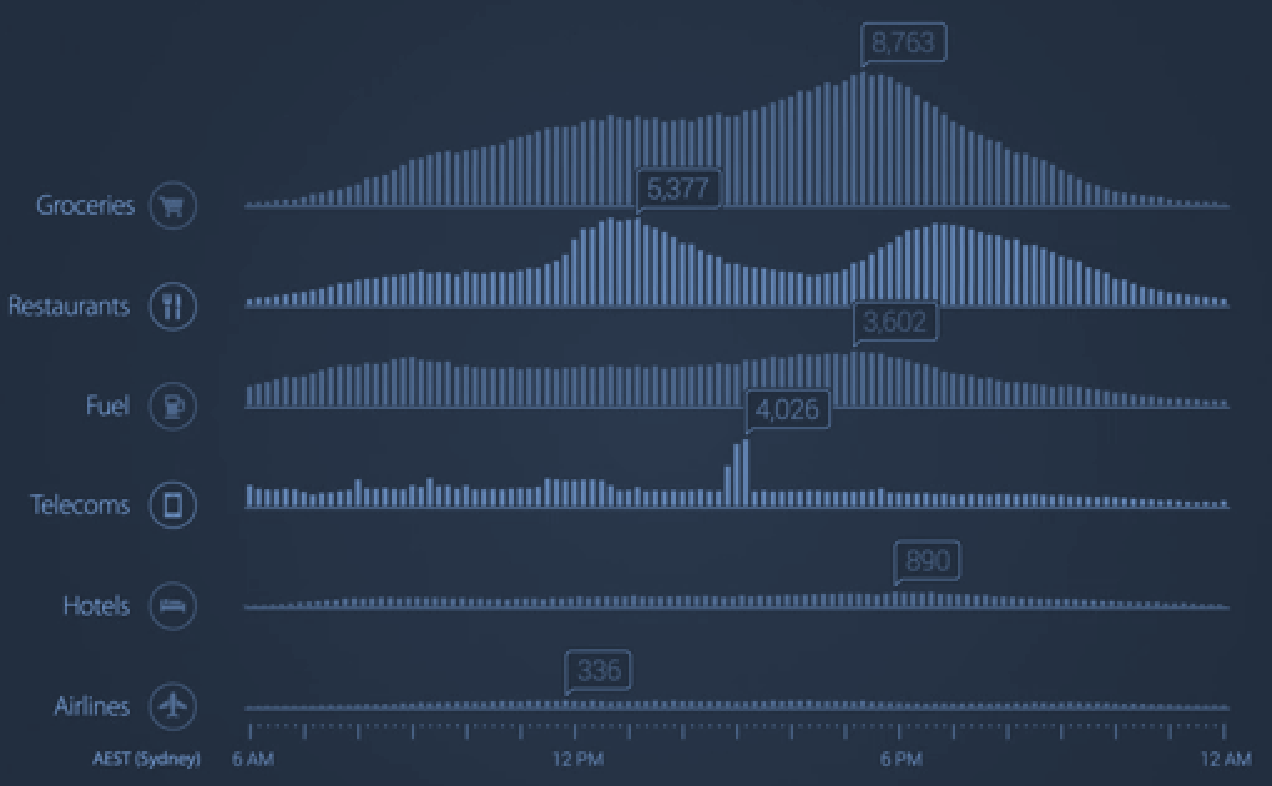 8,763
Groceries
5,377
Restaurants
3,602
Fuel
4,026
Telecoms
890
Hotels
336
Airlines
AEST (Sydney) 6 AM 12 PM 6 PM 12 AM